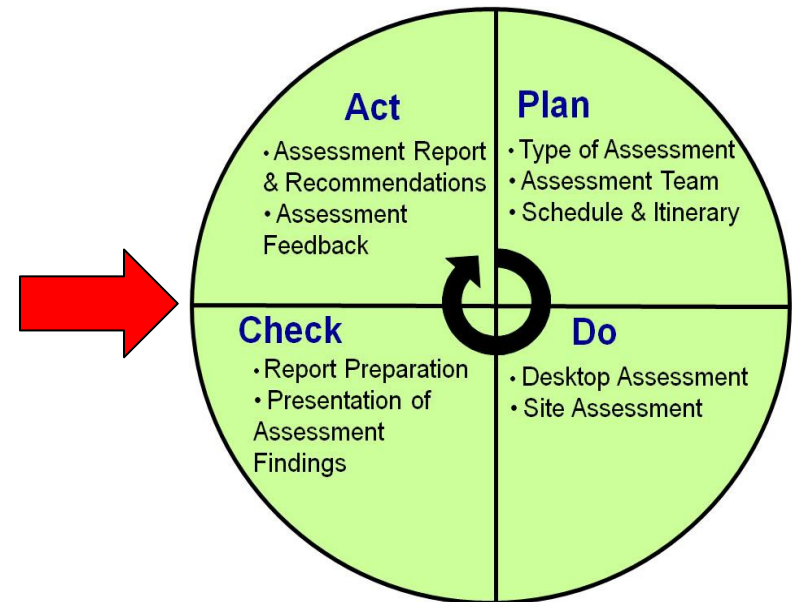 Act
• Assessment Report
& Recommendations
• Assessment
Feedback
Plan
• Type of Assessment
• Assessment Team
• Schedule & Itinerary
Check
• Report Preparation
• Presentation of
Assessment
Findings
Do
• Desktop Assessment
• Site Assessment